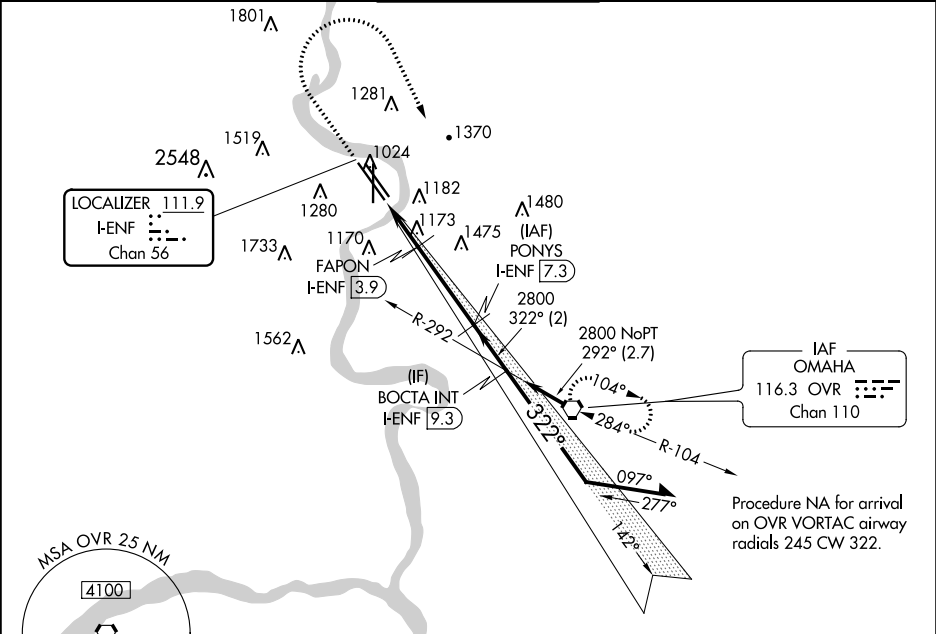 1801
1281
1370
1519
1024
2548
LOCALIZER 111.9
I-ENF
Chan 56
1280
1182
1480
1173
1475
(IAF)
PONYS
I-ENF 7.3
1733
1170
FAPON
I-ENF 3.9
2800
322° (2)
R-292
2800 NoPT
292° (2.7)
1562
IAF
OMAHA
116.3 OVR
Chan 110
(IF)
BOCTA INT
I-ENF 9.3
104°
322°
284°
R-104
097°
277°
142°
Procedure NA for arrival
on OVR VORTAC airway
radials 245 CW 322.
MSA OVR 25 NM
4100